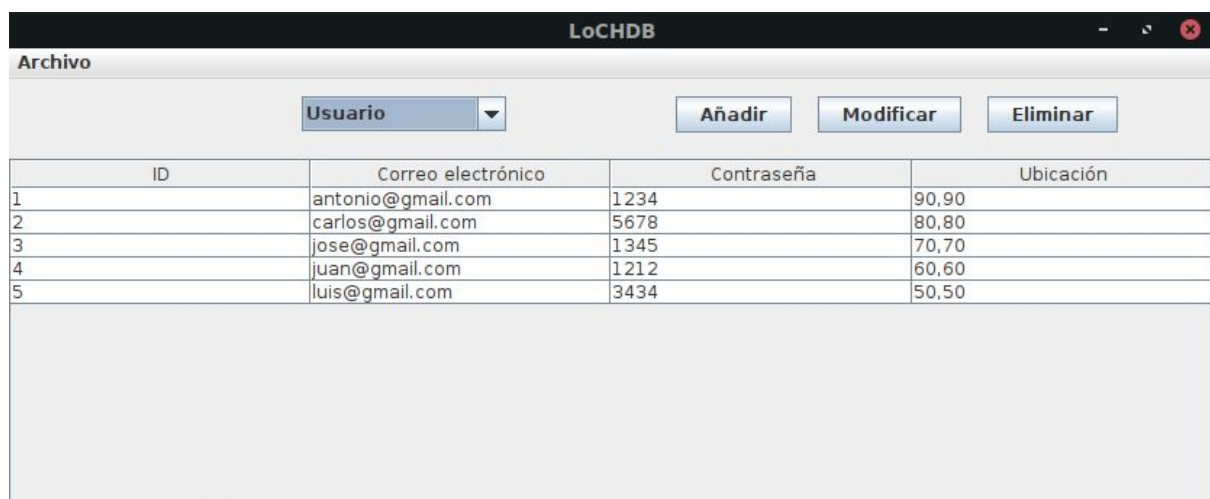 LoCHDB
Archivo
Usuario Añadir Modificar Eliminar
ID Correo electrónico Contraseña Ubicación
1 antonio@gmail.com 1234 90,90
2 carlos@gmail.com 5678 80,80
3 jose@gmail.com 1345 70,70
4 juan@gmail.com 1212 60,60
5 luis@gmail.com 3434 50,50